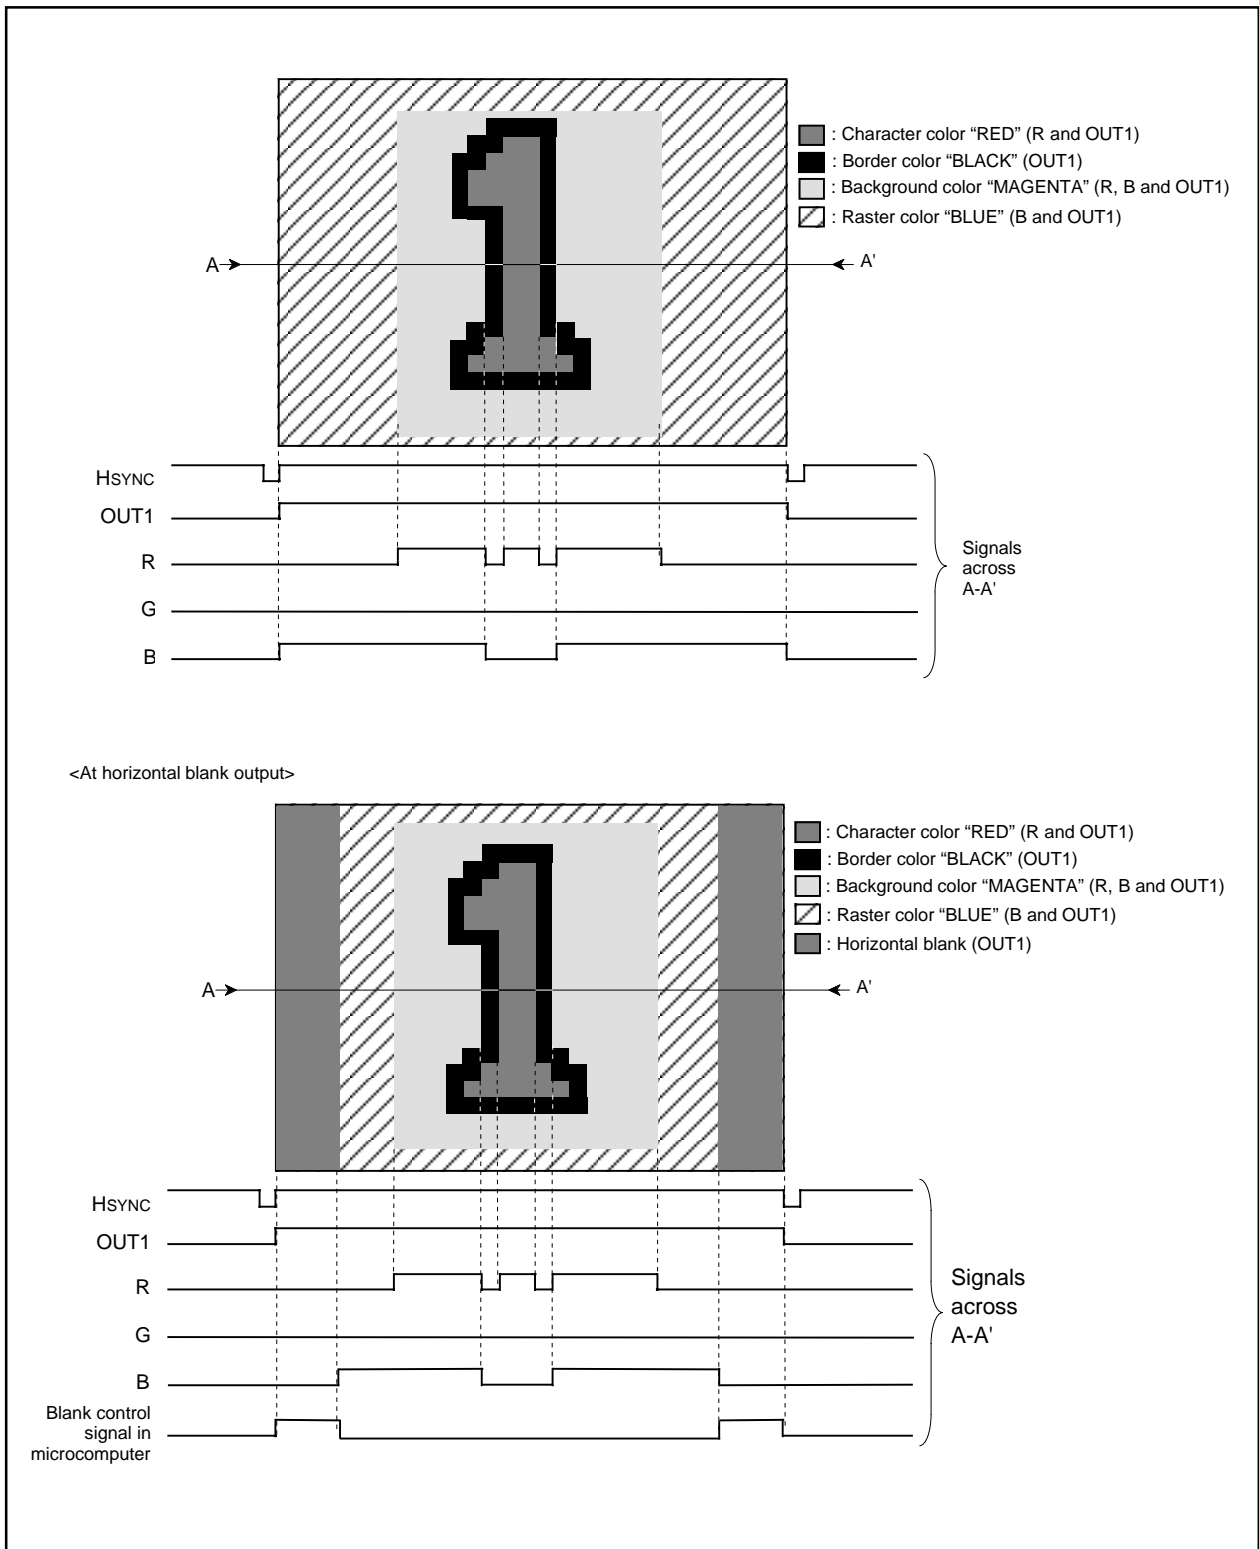 : Character color “RED” (R and OUT1)
: Border color “BLACK” (OUT1)
: Background color “MAGENTA” (R, B and OUT1)
: Raster color “BLUE” (B and OUT1)
A
A'
HSYNC
OUT1
R
G
B
Signals
across
A-A'
<At horizontal blank output>
: Character color “RED” (R and OUT1)
: Border color “BLACK” (OUT1)
: Background color “MAGENTA” (R, B and OUT1)
: Raster color “BLUE” (B and OUT1)
: Horizontal blank (OUT1)
A
A'
HSYNC
OUT1
R
G
B
Blank control
signal in
microcomputer
Signals
across
A-A'